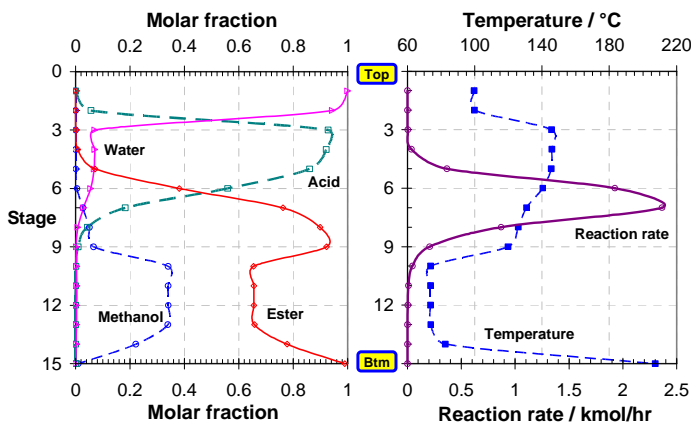 Molar fraction
0 0.2 0.4 0.6 0.8 1
Temperature / °C
60 100 140 180 220
0
3
6
9
12
15
Stage
Top
Btm
Water
Acid
Methanol
Ester
Reaction rate
Temperature
0 0.2 0.4 0.6 0.8 1
Molar fraction
0 0.5 1 1.5 2 2.5
Reaction rate / kmol/hr